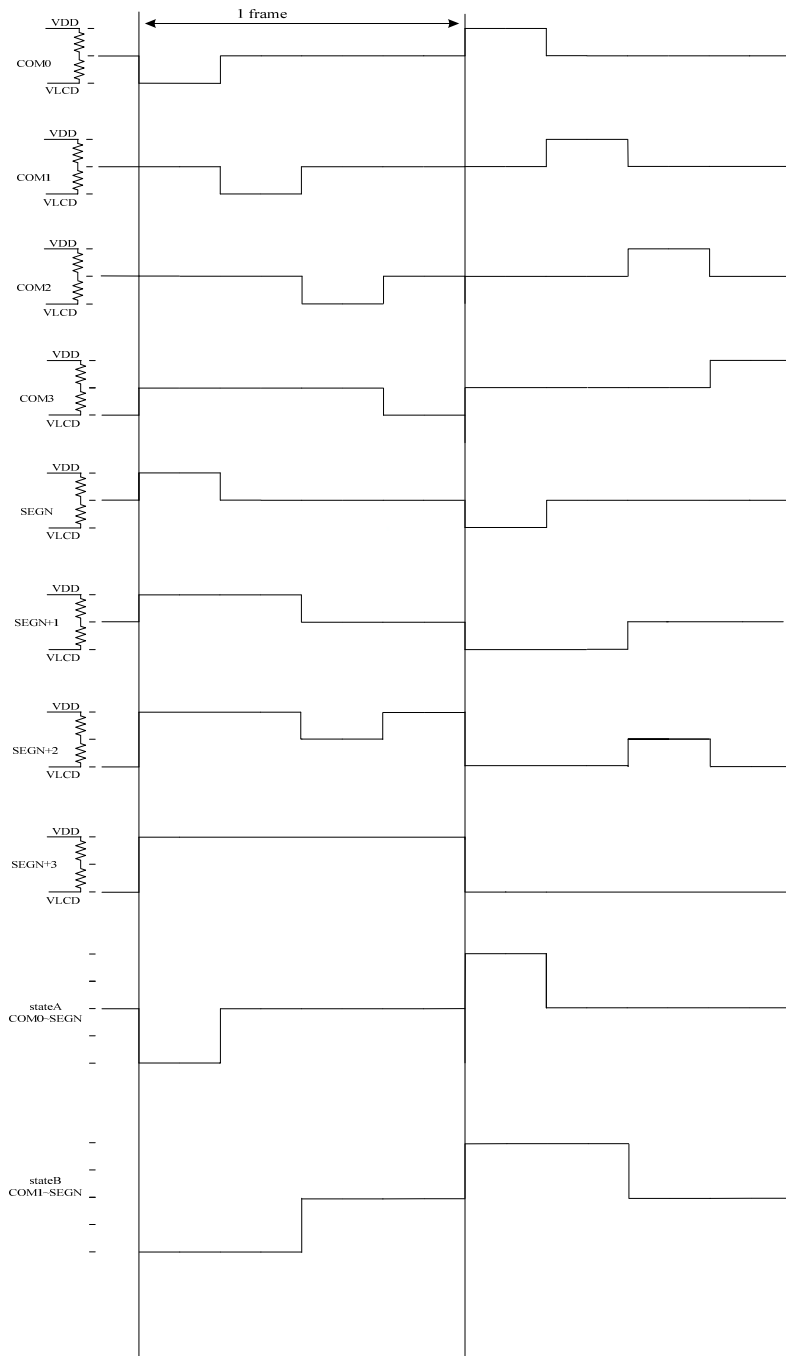 1 frame
VDD
COM0
VLCD
VDD
COM1
VLCD
VDD
COM2
VLCD
VDD
COM3
VLCD
VDD
SEGN
VLCD
VDD
SEGN+1
VLCD
VDD
SEGN+2
VLCD
VDD
SEGN+3
VLCD
stateA
COM0~SEGN
stateB
COM1~SEGN